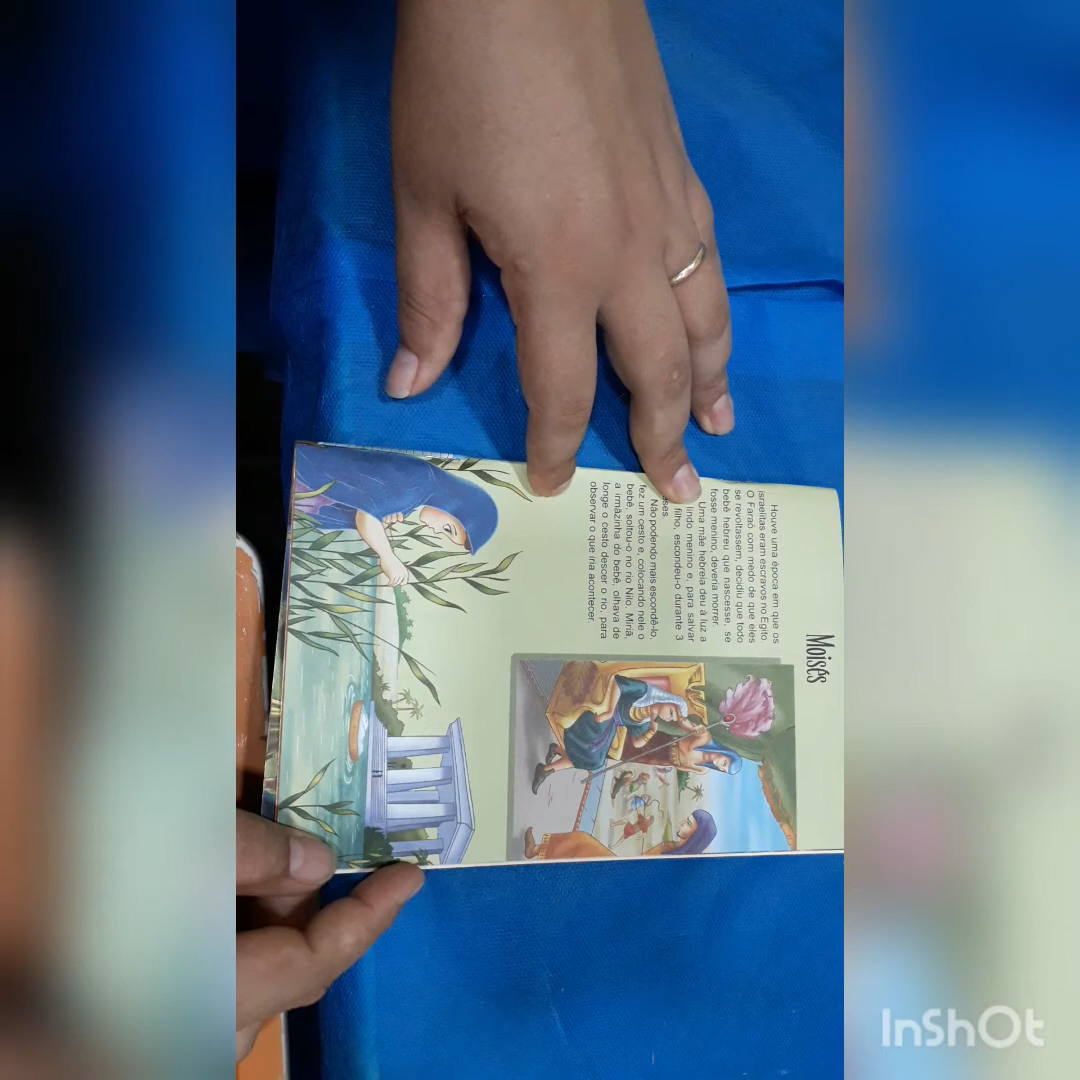 Moisés
Houve uma época em que os
israelitas eram escravos no Egito.
O Faraó com medo de que eles
se revoltassem, decidiu que todo
bebê hebreu que nascesse, se
fosse menino, deveria morrer.
Uma mãe hebreia deu à luz a
lindo menino e, para salvar
filho, escondeu-o durante 3
ses.
Não podendo mais escondê-lo,
fez um cesto e, colocando nele o
bebê, soltou-o no rio Nilo. Miriã,
a irmãzinha do bebê, olhava de
longe o cesto descer o rio, para
observar o que iria acontecer.
InShOt